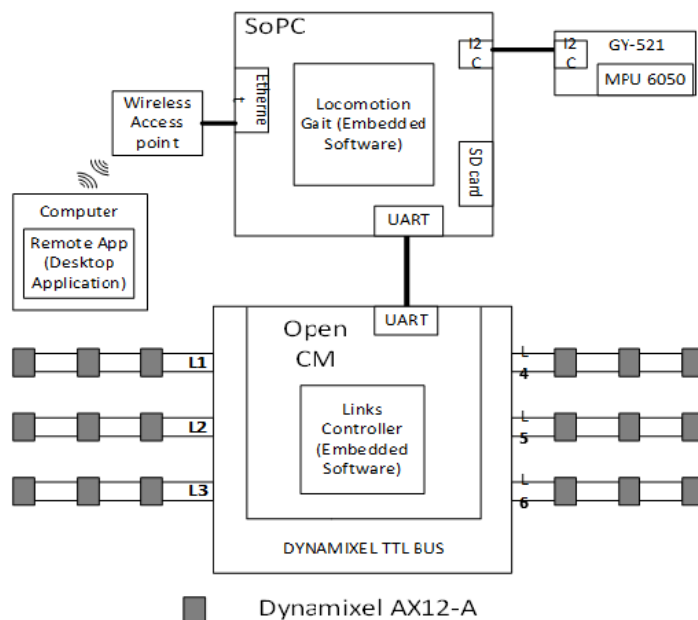 SoPC
I2
C
I2
C
GY-521
MPU 6050
Etherne
t
Locomotion
Gait (Embedded
Software)
Wireless
Access
point
SD card
Computer
Remote App
(Desktop
Application)
UART
UART
Open
CM
L1
L2
L3
L
4
L
5
L
6
Links
Controller
(Embedded
Software)
DYNAMIXEL TTL BUS
Dynamixel AX12-A